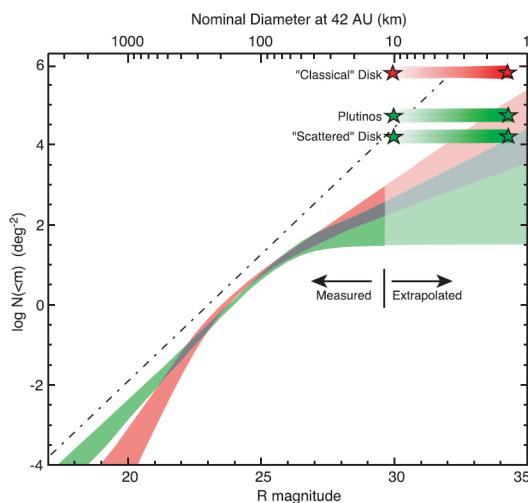 Nominal Diameter at 42 AU (km)
1000 100 10 1
6
4
2
0
-2
-4
log N(<m) (deg-2)
"Classical" Disk
Plutinos
"Scattered" Disk
Measured Extrapolated
20 25 30 35
R magnitude